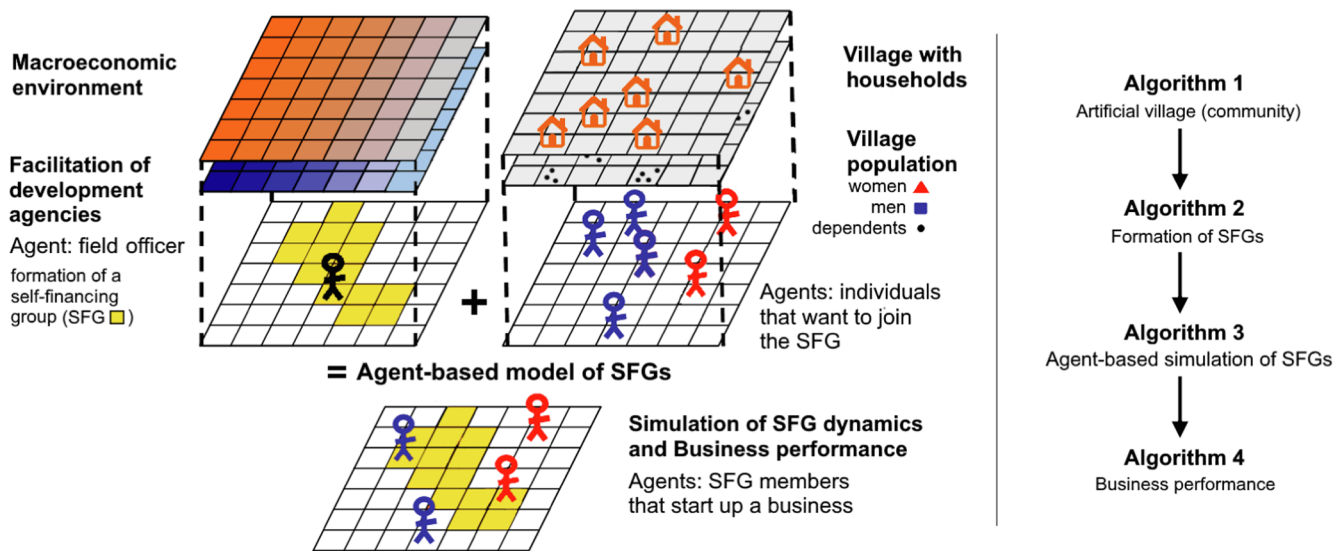 Macroeconomic
environment
Facilitation of
development
agencies
Agent: field officer
formation of a
self-financing
group (SFG )
+
Village with
households
Village
population
women
men
dependents
Agents: individuals
that want to join
the SFG
= Agent-based model of SFGs
Simulation of SFG dynamics
and Business performance
Agents: SFG members
that start up a business
Algorithm 1
Artificial village (community)
Algorithm 2
Formation of SFGs
Algorithm 3
Agent-based simulation of SFGs
Algorithm 4
Business performance